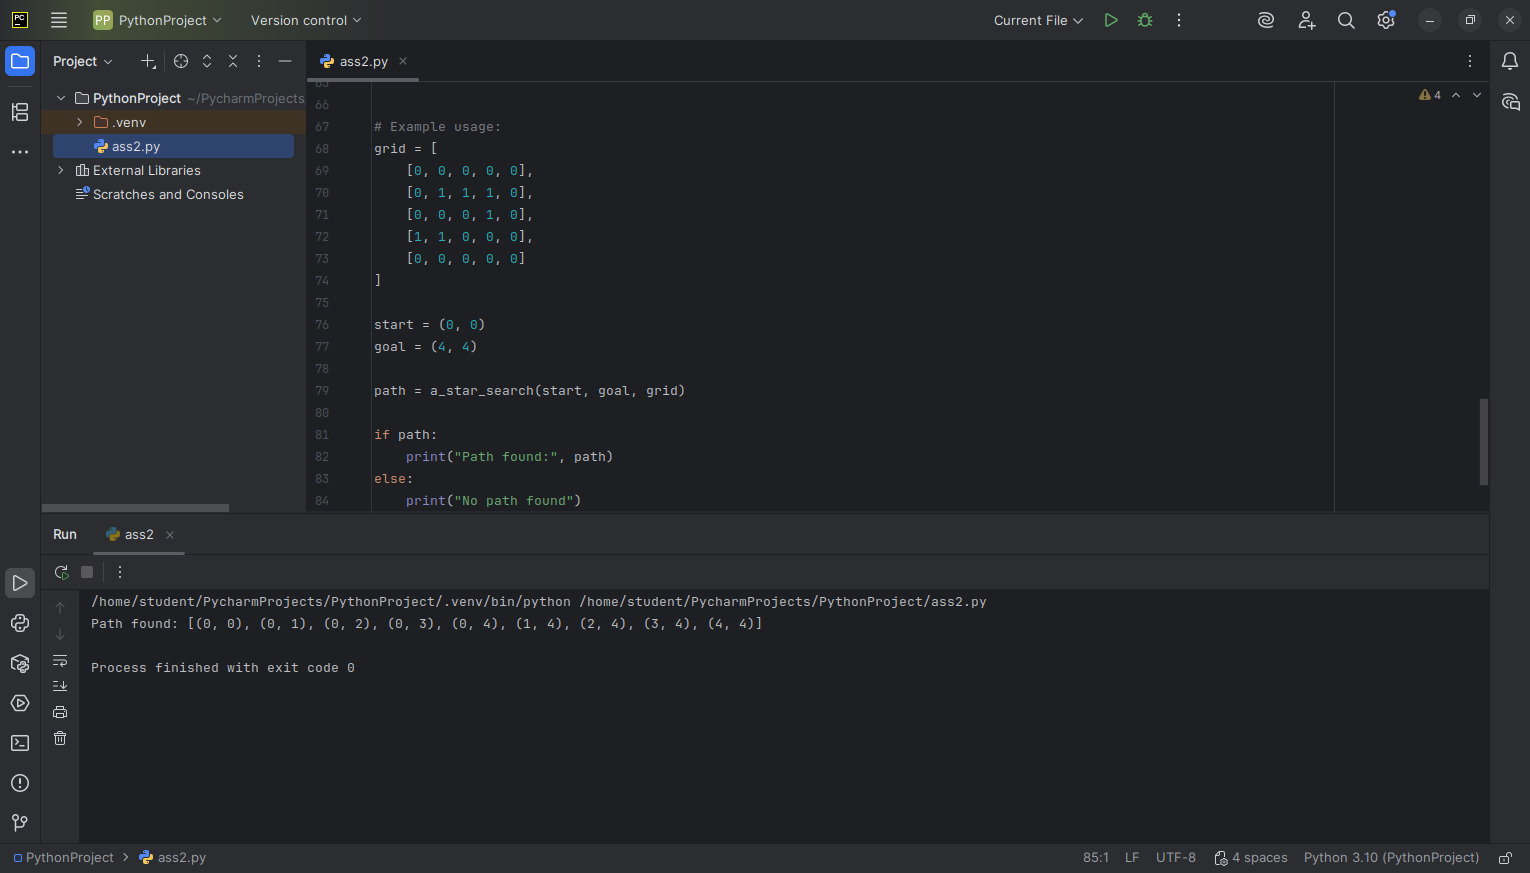 PC
PP PythonProject Version control Current File
Project
ass2.py
4
PythonProject ~/PycharmProjects
.venv
ass2.py
External Libraries
Scratches and Consoles
65
66
67 # Example usage:
68 grid = [
69 [0, 0, 0, 0, 0],
70 [0, 1, 1, 1, 0],
71 [0, 0, 0, 1, 0],
72 [1, 1, 0, 0, 0],
73 [0, 0, 0, 0, 0]
74 ]
75
76 start = (0, 0)
77 goal = (4, 4)
78
79 path = a_star_search(start, goal, grid)
80
81 if path:
82 print("Path found:", path)
83 else:
84 print("No path found")
Run ass2
/home/student/PycharmProjects/PythonProject/.venv/bin/python /home/student/PycharmProjects/PythonProject/ass2.py
Path found: [(0, 0), (0, 1), (0, 2), (0, 3), (0, 4), (1, 4), (2, 4), (3, 4), (4, 4)]
Process finished with exit code 0
PythonProject > ass2.py 85:1 LF UTF-8 4 spaces Python 3.10 (PythonProject)